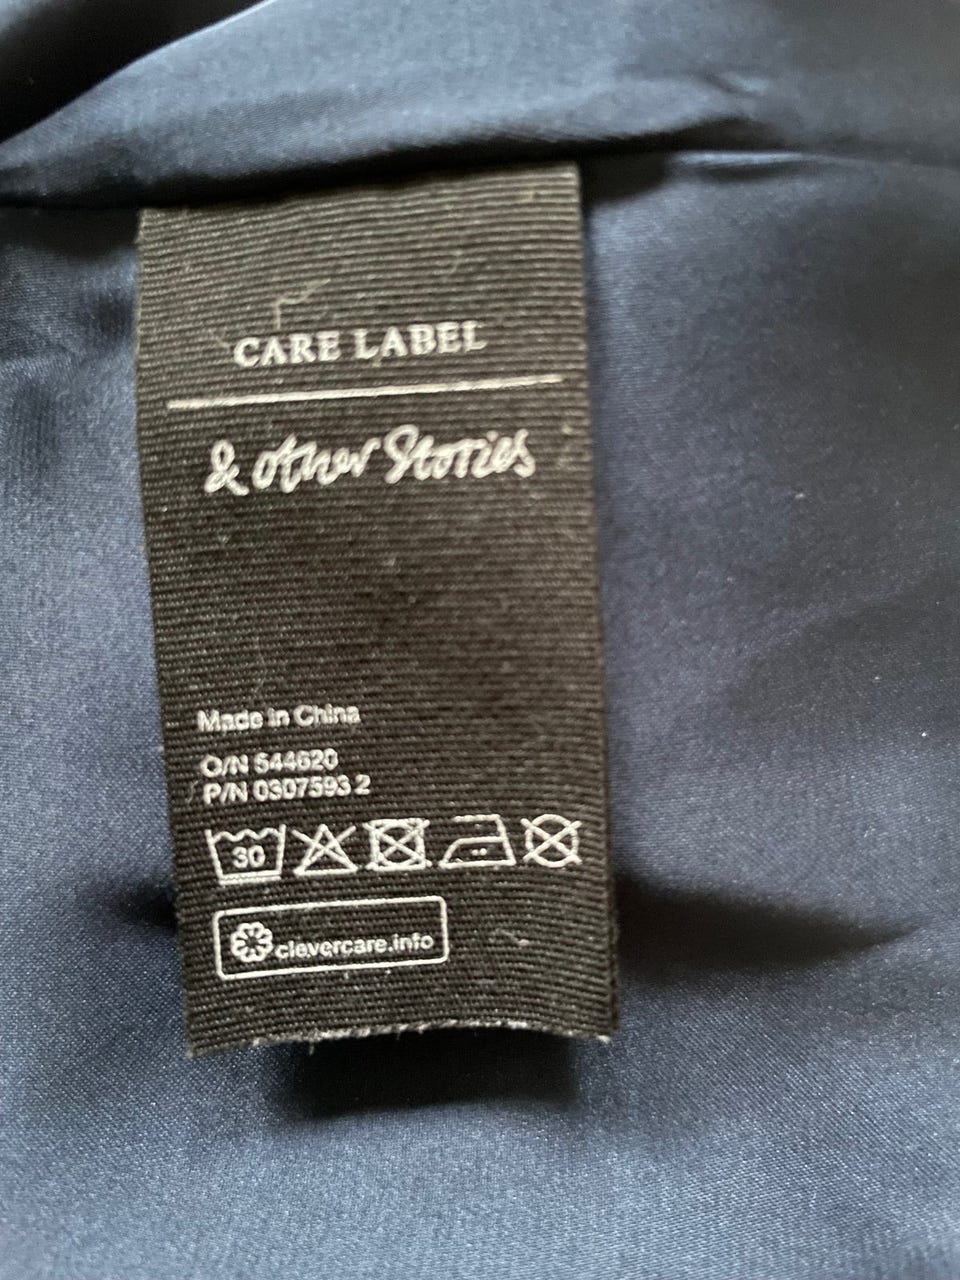 CARE LABEL
& other Stories
Made in China
O/N 544620
P/N 0307593 2
30
clevercare.info